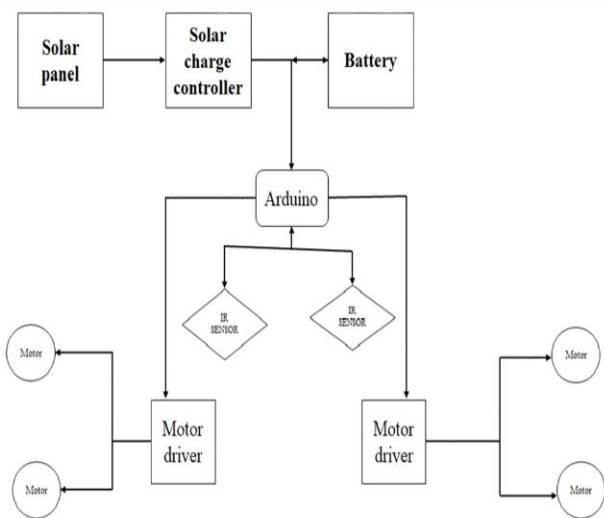 Solar
panel
Solar
charge
controller
Battery
Arduino
IR
SENSOR
IR
SENSOR
Motor
Motor
Motor
driver
Motor
driver
Motor
Motor